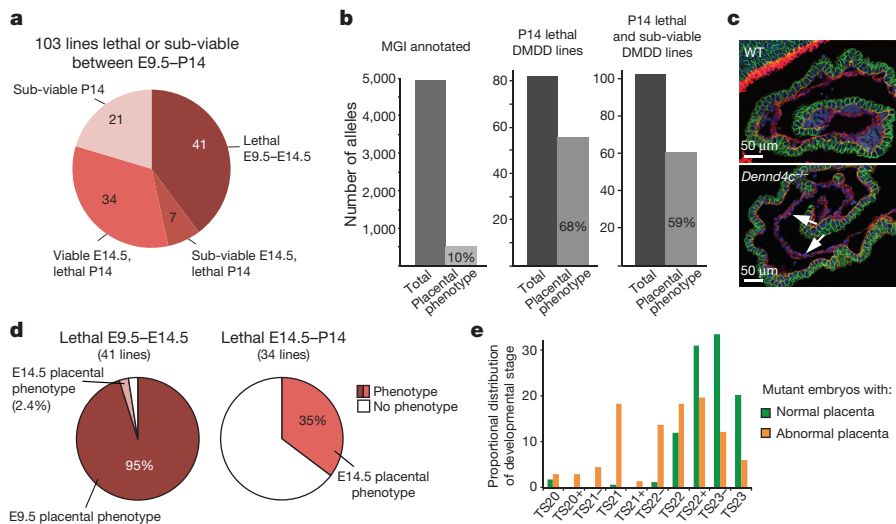 a
103 lines lethal or sub-viable
between E9.5–P14
Sub-viable P14
21
41
Lethal
E9.5–E14.5
34
7
Viable E14.5,
lethal P14
Sub-viable E14.5,
lethal P14
b
MGI annotated
P14 lethal
DMDD lines
P14 lethal
and sub-viable
DMDD lines
Number of alleles
5,000
4,000
3,000
2,000
1,000
10%
Total
Placental
phenotype
80
60
40
20
68%
Total
Placental
phenotype
100
80
60
40
20
59%
Total
Placental
phenotype
c
WT
50 μm
Dennd4c–/–
50 μm
d
Lethal E9.5–E14.5
(41 lines)
E14.5 placental
phenotype
(2.4%)
95%
E9.5 placental phenotype
Lethal E14.5–P14
(34 lines)
Phenotype
No phenotype
35%
E14.5 placental
phenotype
e
Proportional distribution
of developmental stage
30
20
10
0
TS20
TS20+
TS21–
TS21
TS21+
TS22–
TS22
TS22+
TS23–
TS23
Mutant embryos with:
Normal placenta
Abnormal placenta